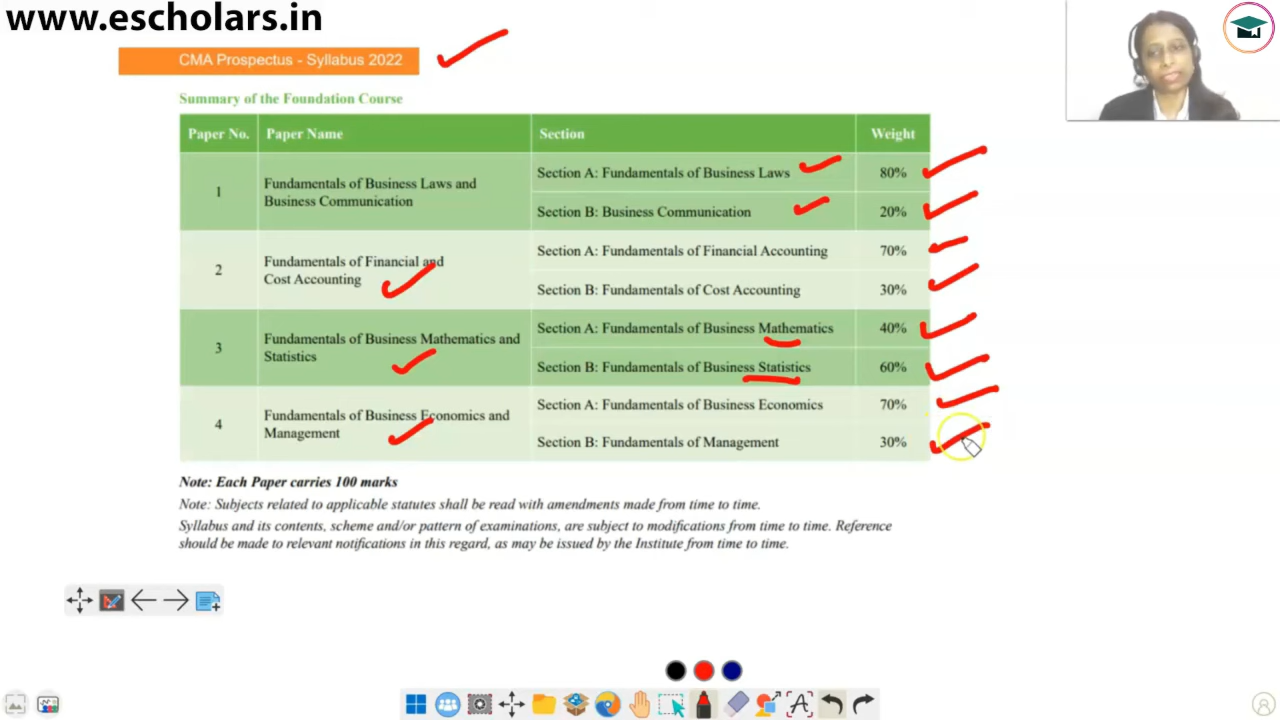 www.escholars.in
CMA Prospectus - Syllabus 2022
Summary of the Foundation Course
Paper No. Paper Name Section Weight
1 Fundamentals of Business Laws and
Business Communication
Section A: Fundamentals of Business Laws 80%
Section B: Business Communication 20%
2 Fundamentals of Financial and
Cost Accounting
Section A: Fundamentals of Financial Accounting 70%
Section B: Fundamentals of Cost Accounting 30%
3 Fundamentals of Business Mathematics and
Statistics
Section A: Fundamentals of Business Mathematics 40%
Section B: Fundamentals of Business Statistics 60%
4 Fundamentals of Business Economics and
Management
Section A: Fundamentals of Business Economics 70%
Section B: Fundamentals of Management 30%
Note: Each Paper carries 100 marks
Note: Subjects related to applicable statutes shall be read with amendments made from time to time.
Syllabus and its contents, scheme and/or pattern of examinations, are subject to modifications from time to time. Reference
should be made to relevant notifications in this regard, as may be issued by the Institute from time to time.